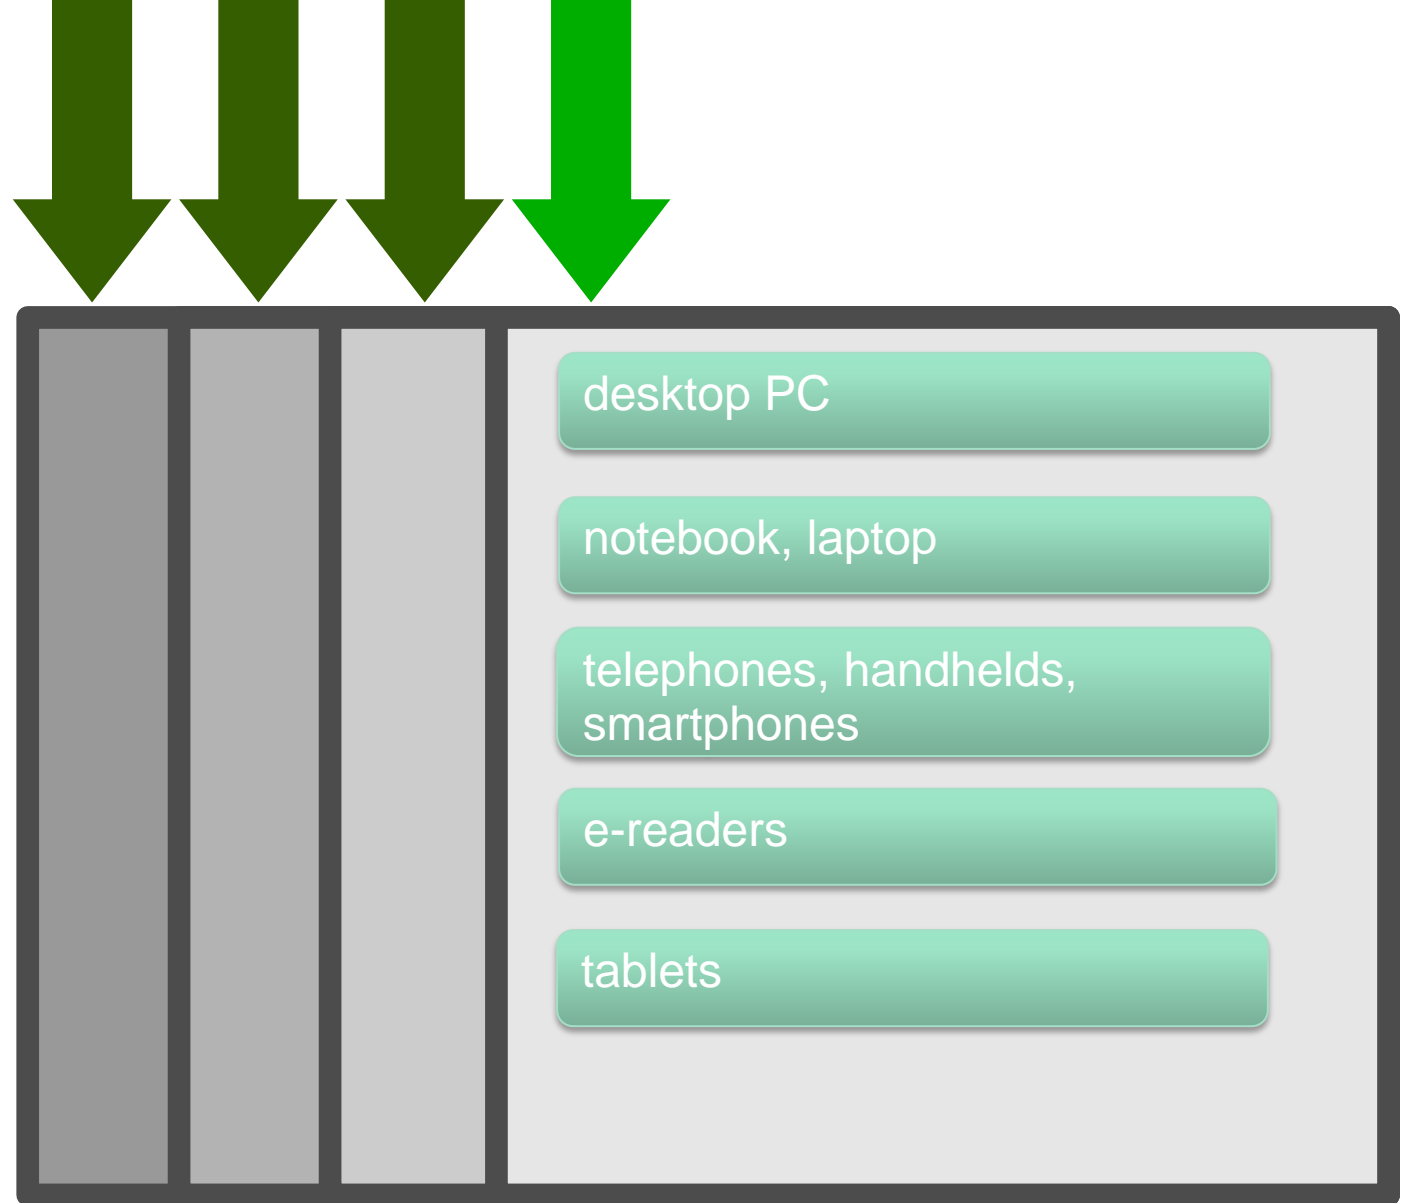 desktop PC
notebook, laptop
telephones, handhelds,
smartphones
e-readers
tablets